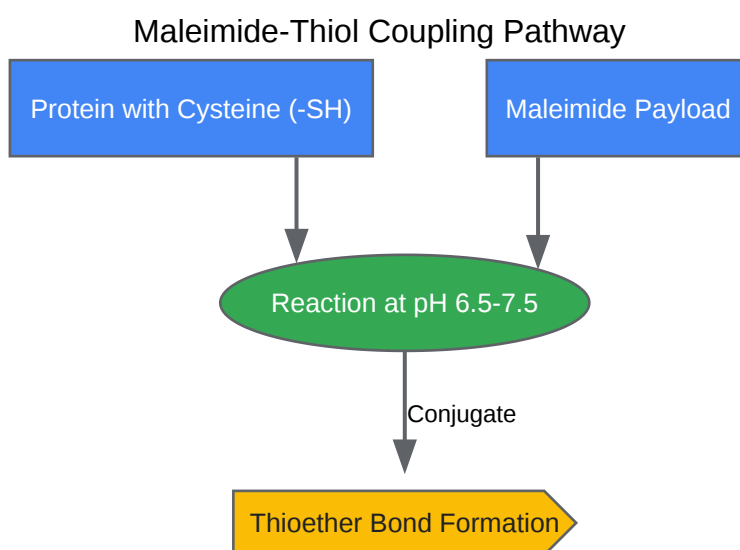 Maleimide-Thiol Coupling Pathway
Protein with Cysteine (-SH)
Maleimide Payload
Reaction at pH 6.5-7.5
Conjugate
Thioether Bond Formation